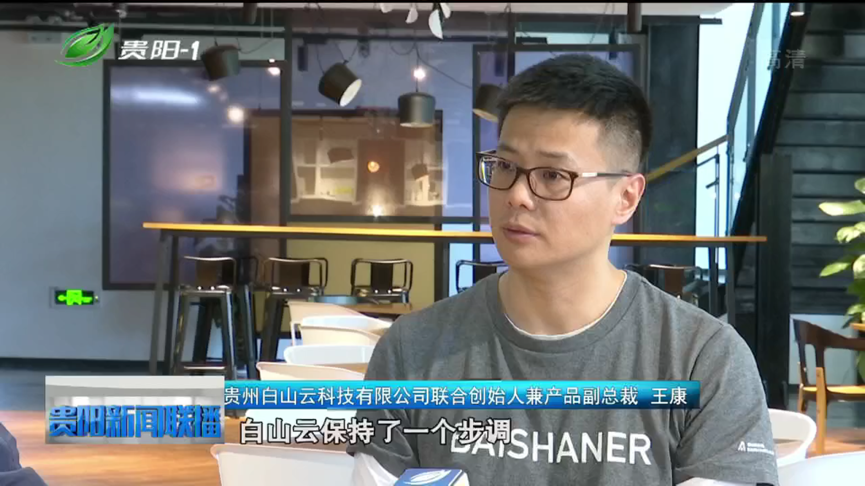 贵阳-1
高清
贵州白山云科技有限公司联合创始人兼产品副总裁 王康
贵阳新闻联播
白山云保持了一个步调
BAISHANER